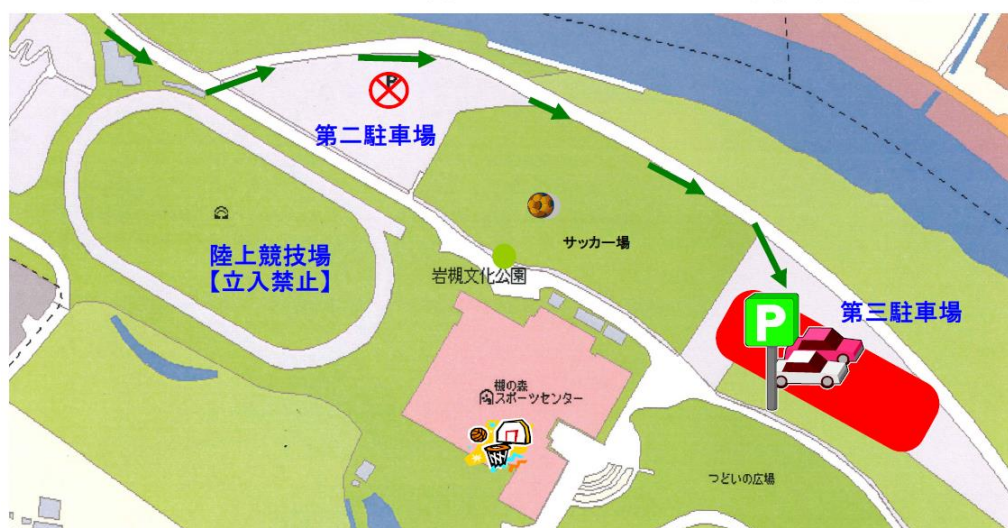 P
第二駐車場
サッカー場
陸上競技場
【立入禁止】
岩槻文化公園
P
第三駐車場
槻の森
スポーツセンター
つどいの広場